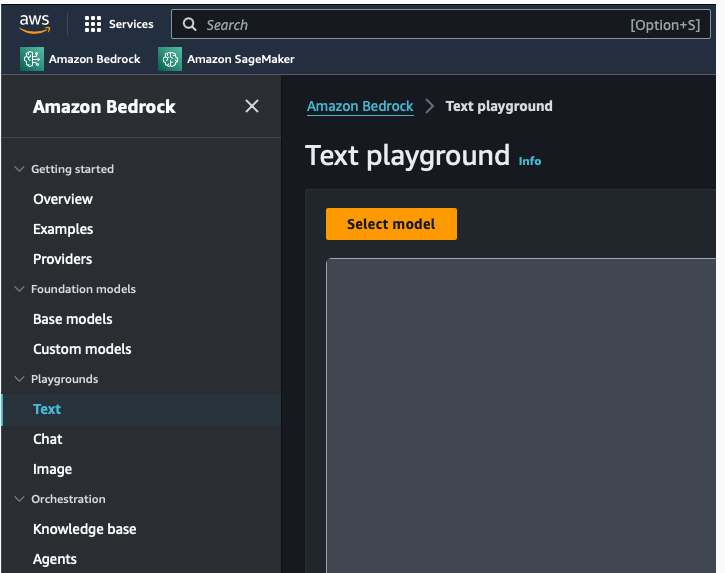 aws
Services
Search
[Option+S]
Amazon Bedrock
Amazon SageMaker
Amazon Bedrock
Getting started
Overview
Examples
Providers
Foundation models
Base models
Custom models
Playgrounds
Text
Chat
Image
Orchestration
Knowledge base
Agents
Amazon Bedrock > Text playground
Text playground Info
Select model